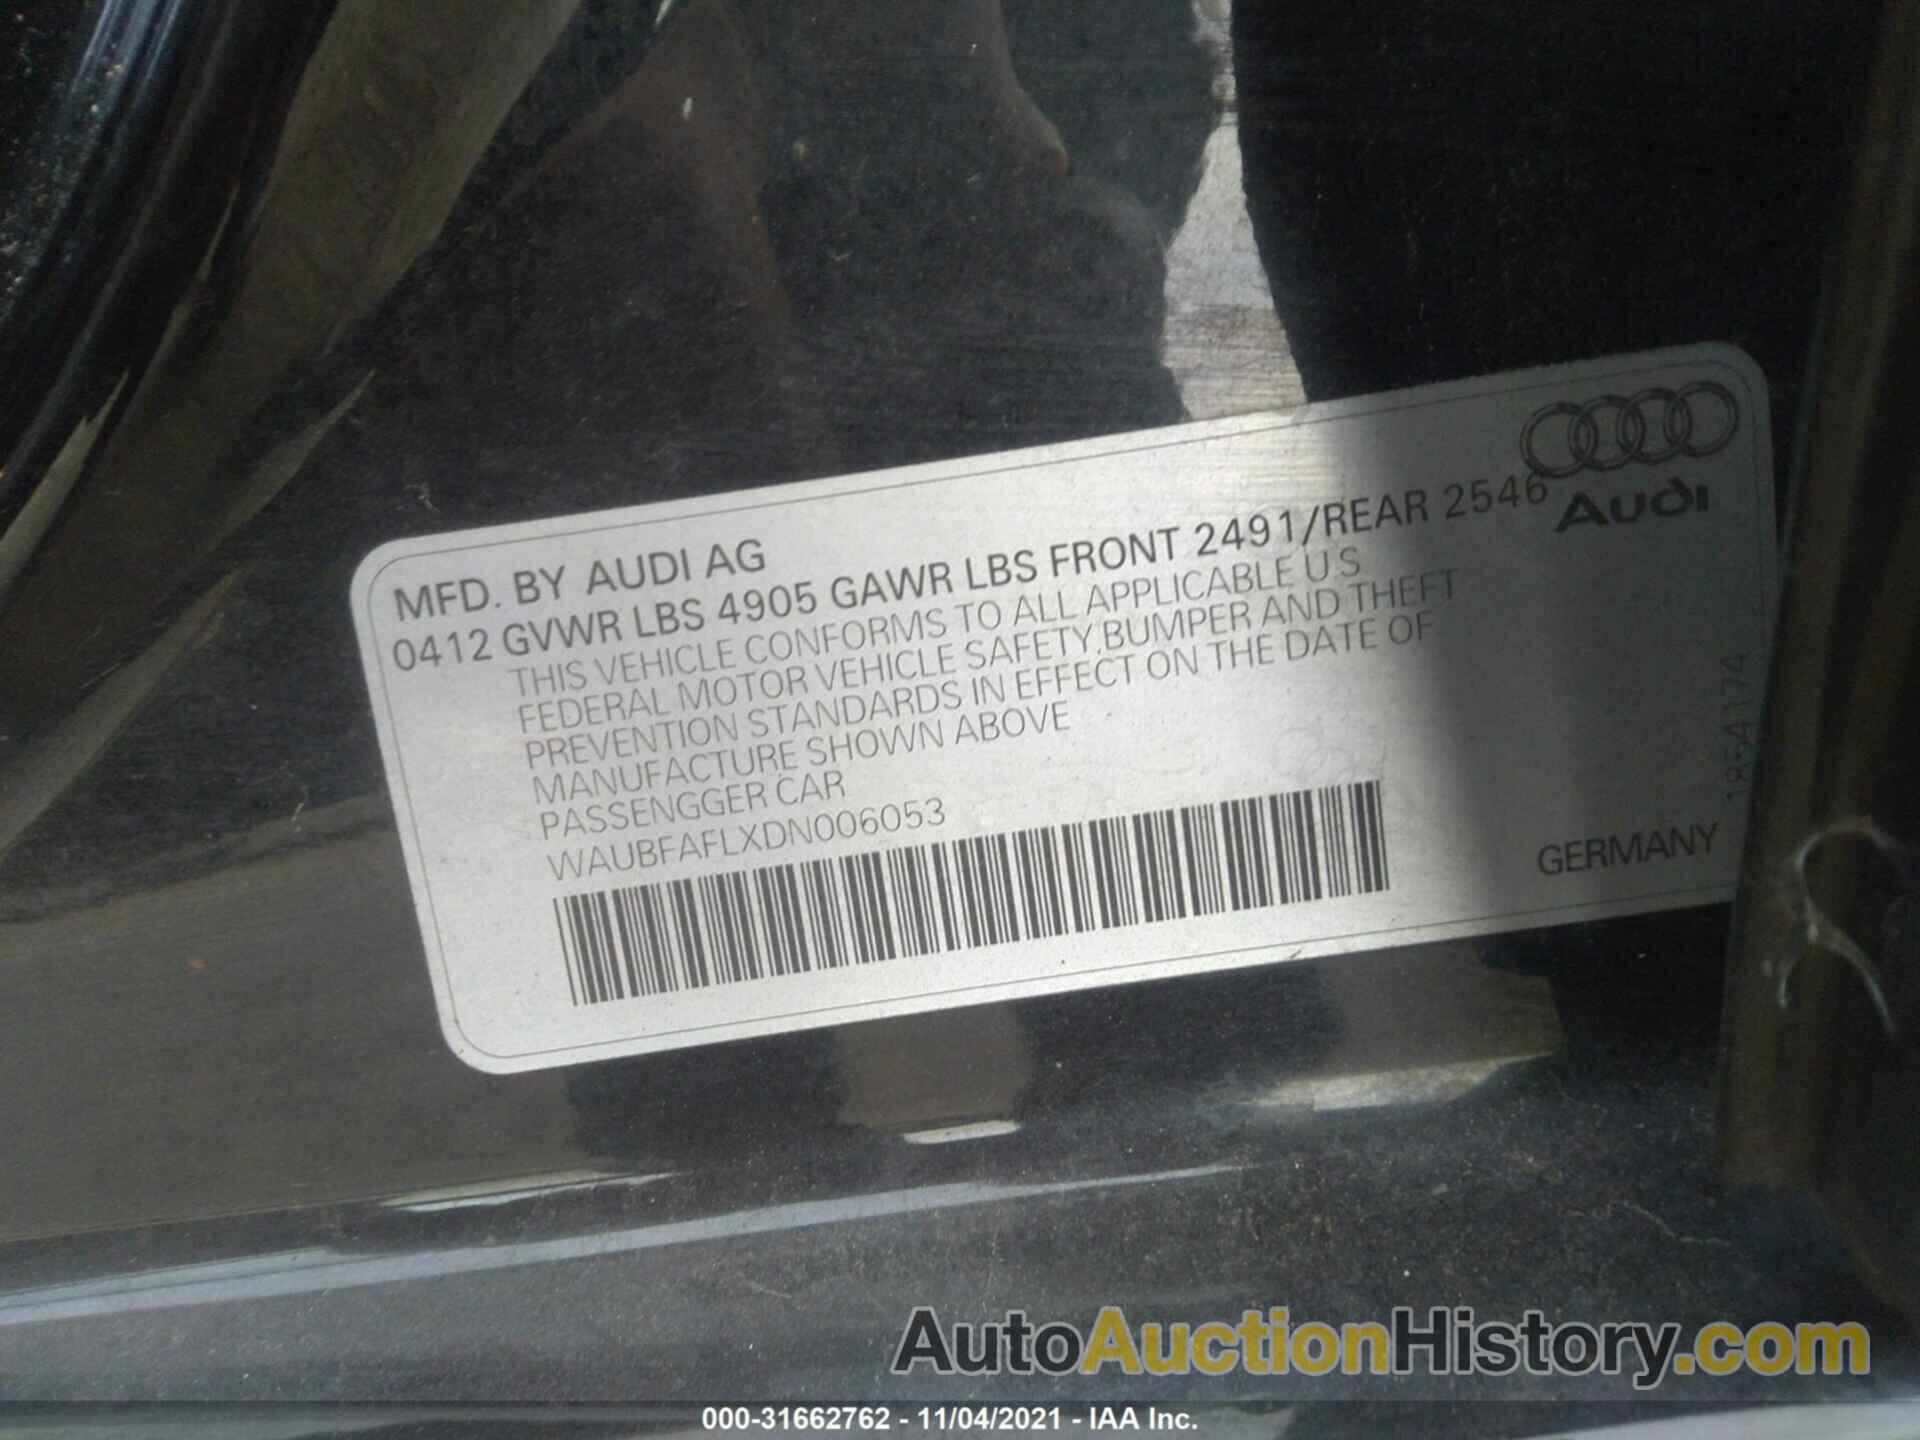 Audi
MFD. BY AUDI AG
0412 GVWR LBS 4905 GAWR LBS FRONT 2491/REAR 2546
THIS VEHICLE CONFORMS TO ALL APPLICABLE U S
FEDERAL MOTOR VEHICLE SAFETY,BUMPER AND THEFT
PREVENTION STANDARDS IN EFFECT ON THE DATE OF
MANUFACTURE SHOWN ABOVE
PASSENGGER CAR
WAUBFAFLXDN006053
GERMANY
1854174
AutoAuctionHistory.com
000-31662762 - 11/04/2021 - IAA Inc.